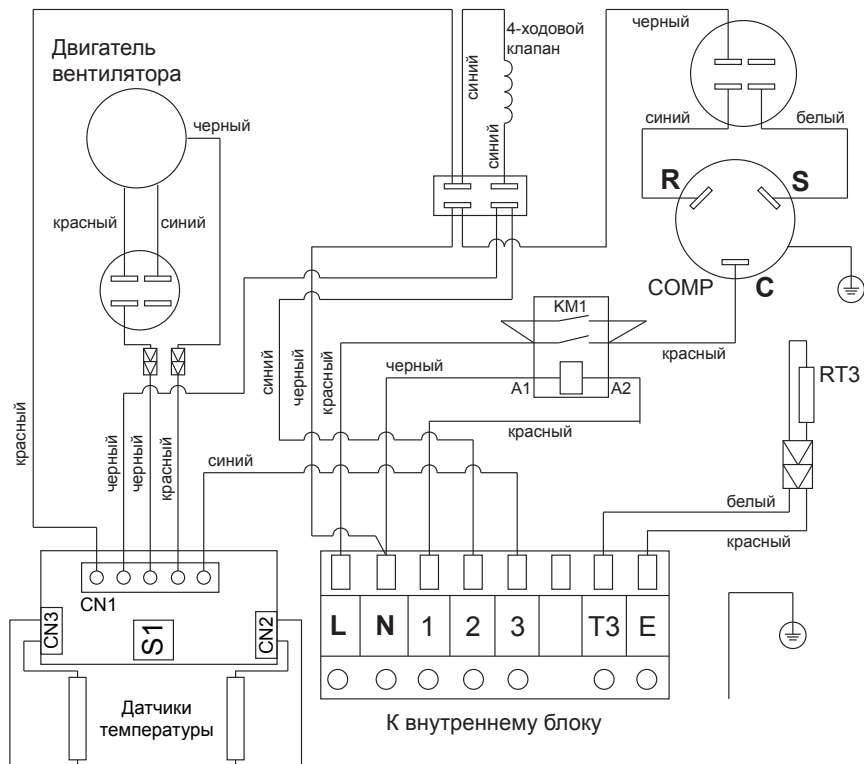 черный
4-ходовой
клапан
Двигатель
вентилятора
синий
черный
синий
белый
синий
R
S
красный
синий
COMP
C
KM1
красный
RT3
черный
A1
A2
синий
черный
красный
красный
красный
черный
черный
красный
синий
белый
красный
CN1
CN3
S1
CN2
L
N
1
2
3
T3
E
Датчики
температуры
К внутреннему блоку